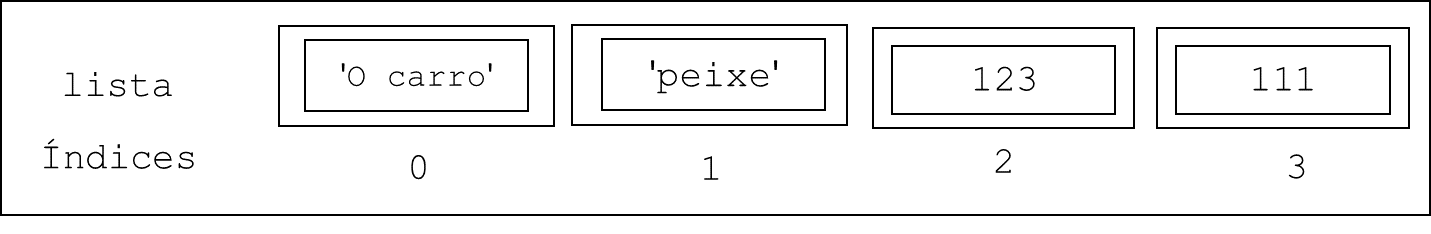 lista 'O carro' 'peixe' 123 111
Índices 0 1 2 3